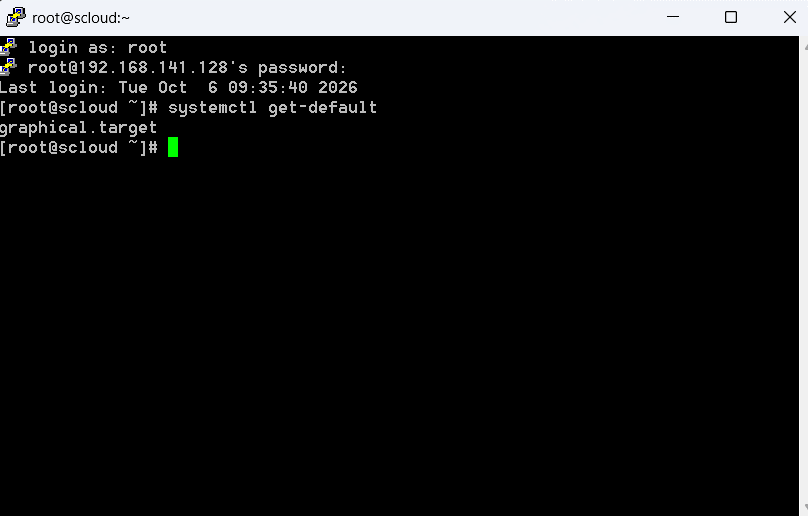 root@scloud:~
login as: root
root@192.168.141.128's password:
Last login: Tue Oct  6 09:35:40 2026
[root@scloud ~]# systemctl get-default
graphical.target
[root@scloud ~]#